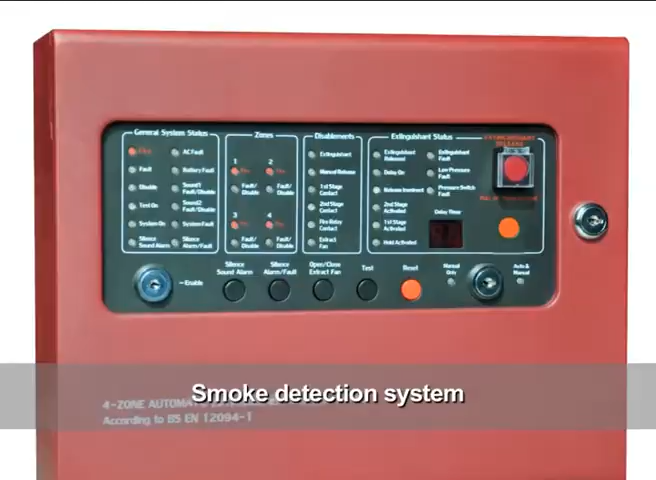 General System Status
Fire
AC Fault
Fault
Battery Fault
Disable
Sound1
Fault/Disable
Test On
Sound2
Fault/Disable
System On
System Fault
Silence
Sound Alarm
Silence
Alarm/Fault
Zones
1
2
Fire
Fire
Fault/
Disable
Fault/
Disable
3
4
Fire
Fire
Fault/
Disable
Fault/
Disable
Disablements
Extinguishant
Manual Release
1st Stage
Contact
2nd Stage
Contact
Fire Relay
Contact
Extract
Fan
Extinguishant Status
Extinguishant
Released
Extinguishant
Fault
Delay On
Low Pressure
Fault
Release Imminent
Pressure Switch
Fault
2nd Stage
Activated
1st Stage
Activated
Hold Activated
Delay Timer
EXTINGUISHANT
RELEASE
Enable
Silence
Sound Alarm
Silence
Alarm/Fault
Open/Close
Extract Fan
Test
Reset
Manual
Only
Auto &
Manual
Smoke detection system
4-ZONE
According to BS EN 12094-1